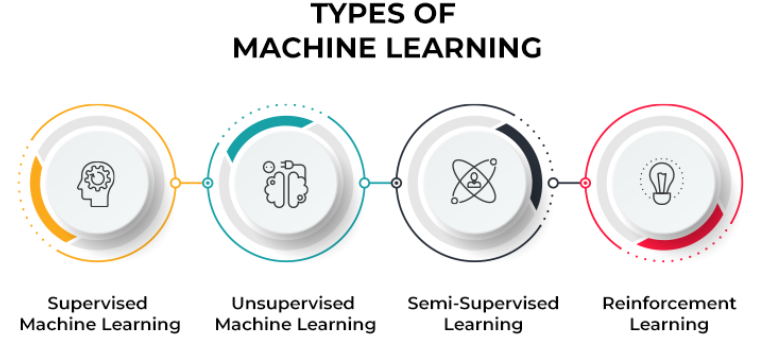 TYPES OF
MACHINE LEARNING
Supervised
Machine Learning
Unsupervised
Machine Learning
Semi-Supervised
Learning
Reinforcement
Learning